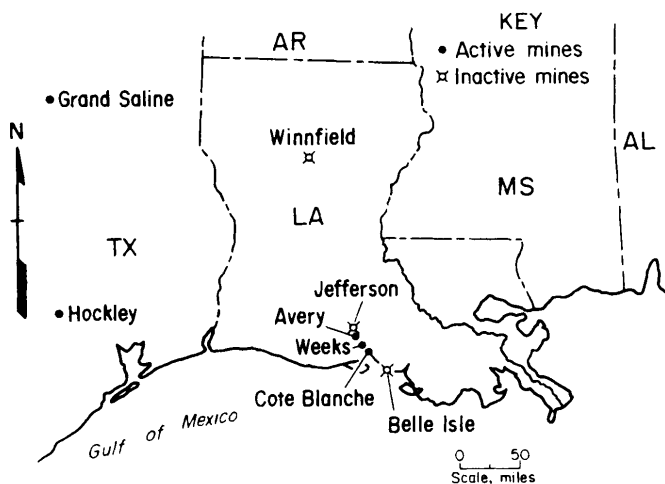 KEY
Active mines
Inactive mines
AR
Grand Saline
N
Winnfield
AL
MS
LA
TX
Jefferson
Hockley
Avery
Weeks
Cote Blanche
Belle Isle
Gulf of Mexico
0 50
Scale, miles